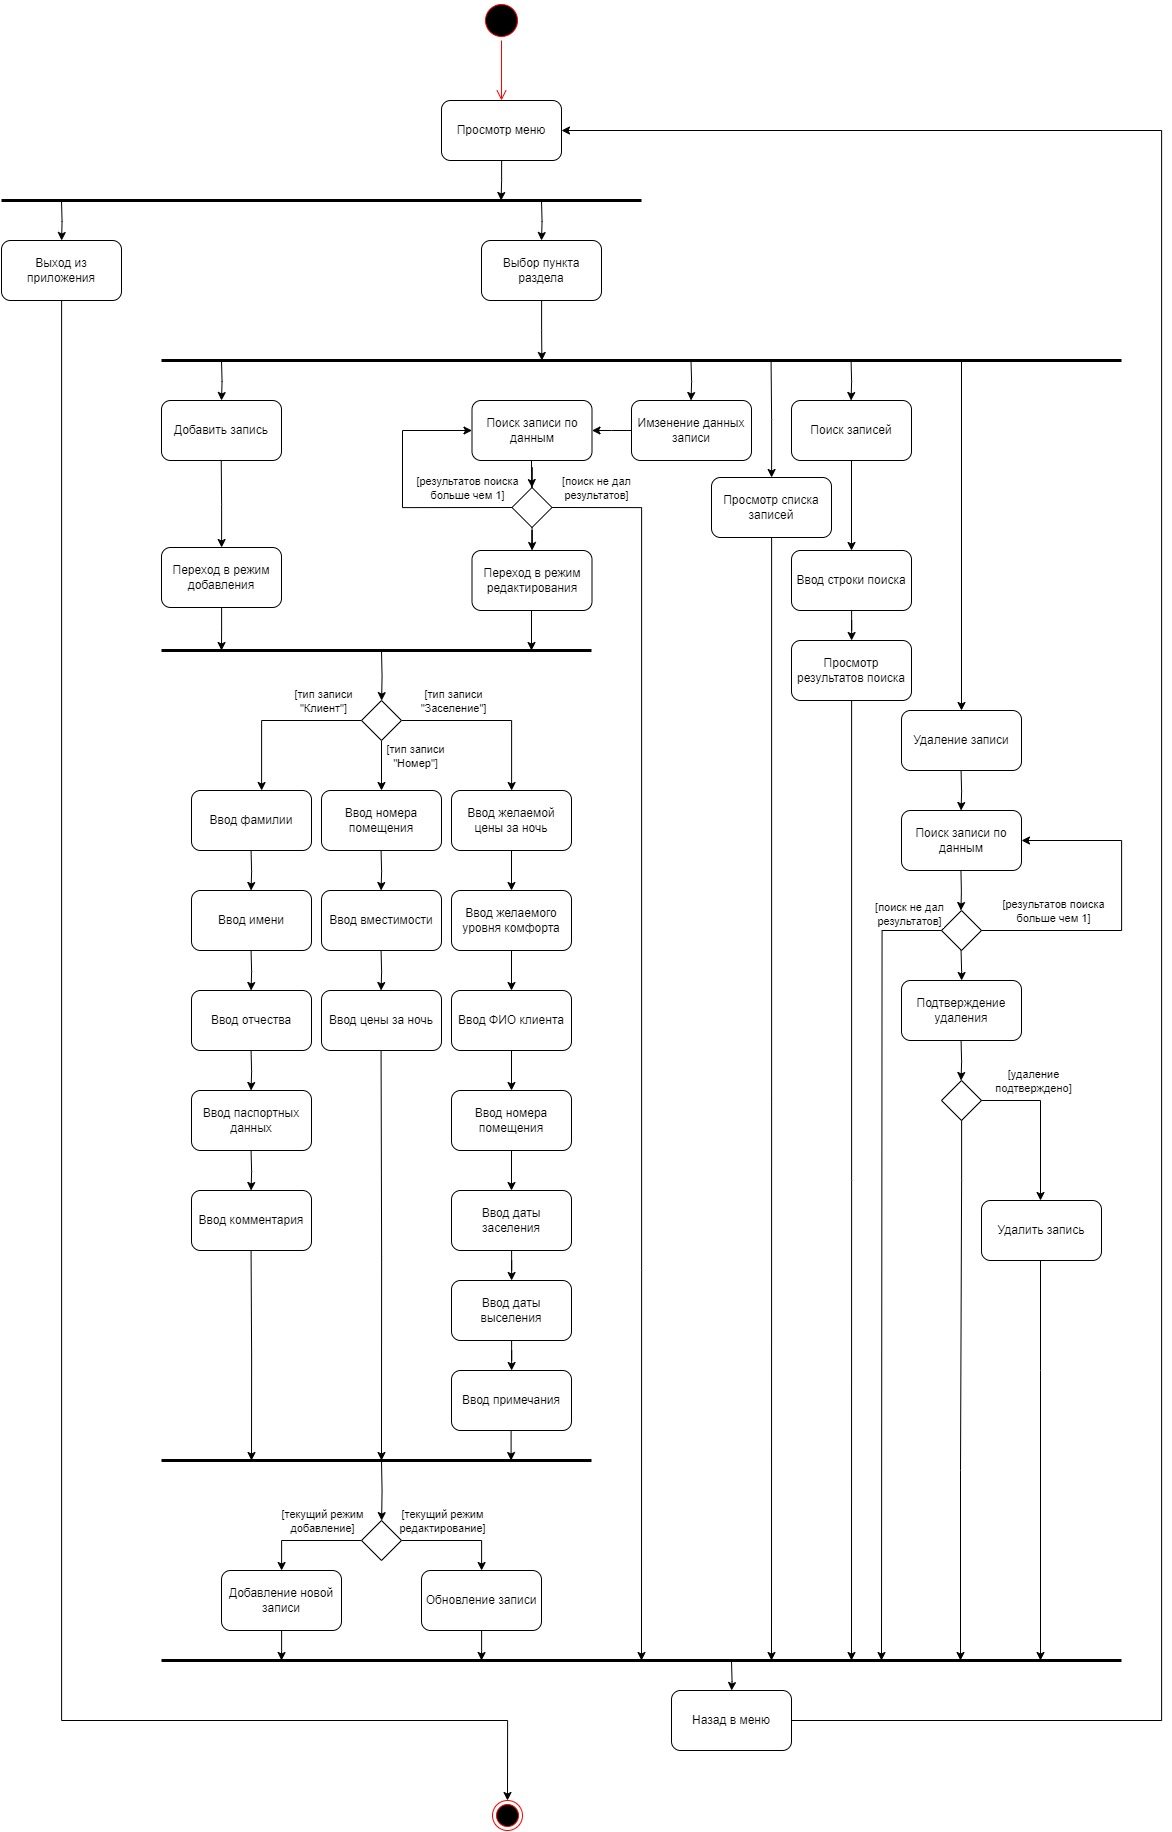 Просмотр меню
Выход из
приложения
Выбор пункта
раздела
Добавить запись
Поиск записи по
данным
Имзенение данных
записи
Поиск записей
[результатов поиска
больше чем 1]
[поиск не дал
результатов]
Просмотр списка
записей
Переход в режим
добавления
Переход в режим
редактирования
Ввод строки поиска
Просмотр
результатов поиска
[тип записи
"Клиент"]
[тип записи
"Заселение"]
[тип записи
"Номер"]
Удаление записи
Ввод фамилии
Ввод номера
помещения
Ввод желаемой
цены за ночь
Поиск записи по
данным
Ввод имени
Ввод вместимости
Ввод желаемого
уровня комфорта
[поиск не дал
результатов]
[результатов поиска
больше чем 1]
Ввод отчества
Ввод цены за ночь
Ввод ФИО клиента
Подтверждение
удаления
[удаление
подтверждено]
Ввод паспортных
данных
Ввод номера
помещения
Ввод комментария
Ввод даты
заселения
Удалить запись
Ввод даты
выселения
Ввод примечания
[текущий режим
добавление]
[текущий режим
редактирование]
Добавление новой
записи
Обновление записи
Назад в меню